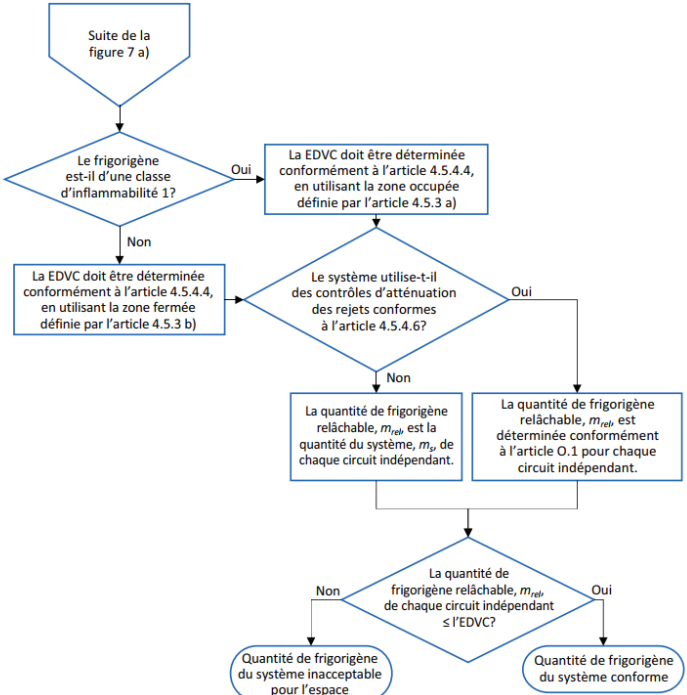 Suite de la
figure 7 a)
Le frigorigène
est-il d'une classe
d'inflammabilité 1?
Oui
La EDVC doit être déterminée
conformément à l'article 4.5.4.4,
en utilisant la zone occupée
définie par l'article 4.5.3 a)
Non
La EDVC doit être déterminée
conformément à l'article 4.5.4.4,
en utilisant la zone fermée
définie par l'article 4.5.3 b)
Le système utilise-t-il
des contrôles d'atténuation
des rejets conformes
à l'article 4.5.4.6?
Oui
Non
La quantité de frigorigène
relâchable, mrel, est la
quantité du système, ms, de
chaque circuit indépendant.
La quantité de frigorigène
relâchable, mrel, est
déterminée conformément
à l'article O.1 pour chaque
circuit indépendant.
La quantité de
frigorigène relâchable, mrel,
de chaque circuit indépendant
≤ l'EDVC?
Non
Oui
Quantité de frigorigène
du système inacceptable
pour l'espace
Quantité de frigorigène
du système conforme